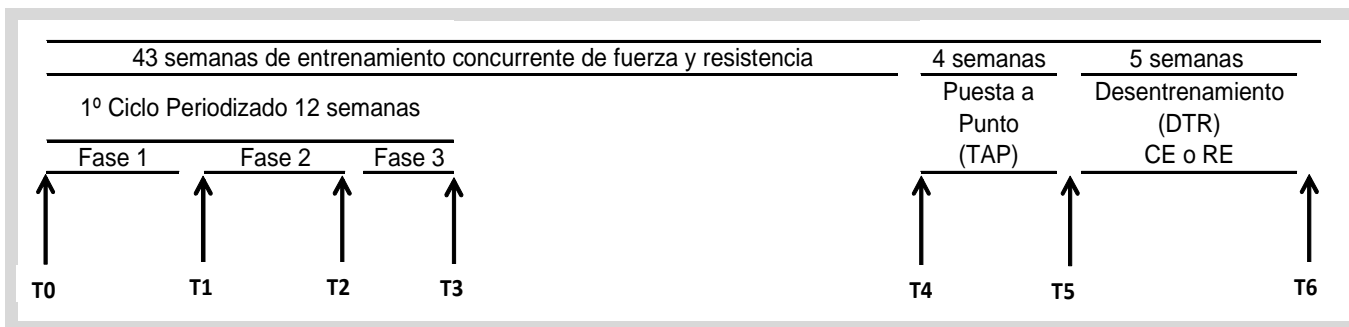 43 semanas de entrenamiento concurrente de fuerza y resistencia
4 semanas
5 semanas
1º Ciclo Periodizado 12 semanas
Puesta a
Punto
(TAP)
Desentrenamiento
(DTR)
CE o RE
Fase 1
Fase 2
Fase 3
T0
T1
T2
T3
T4
T5
T6